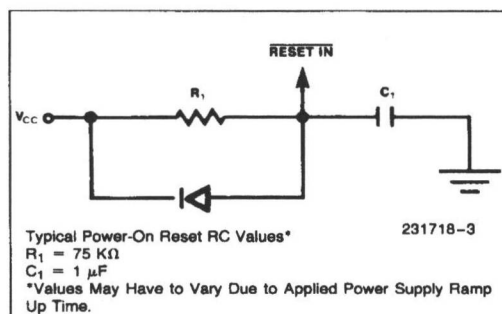 RESET IN
R₁
C₁
VCC
231718-3
Typical Power-On Reset RC Values*
R₁ = 75 KΩ
C₁ = 1 μF
*Values May Have to Vary Due to Applied Power Supply Ramp
Up Time.